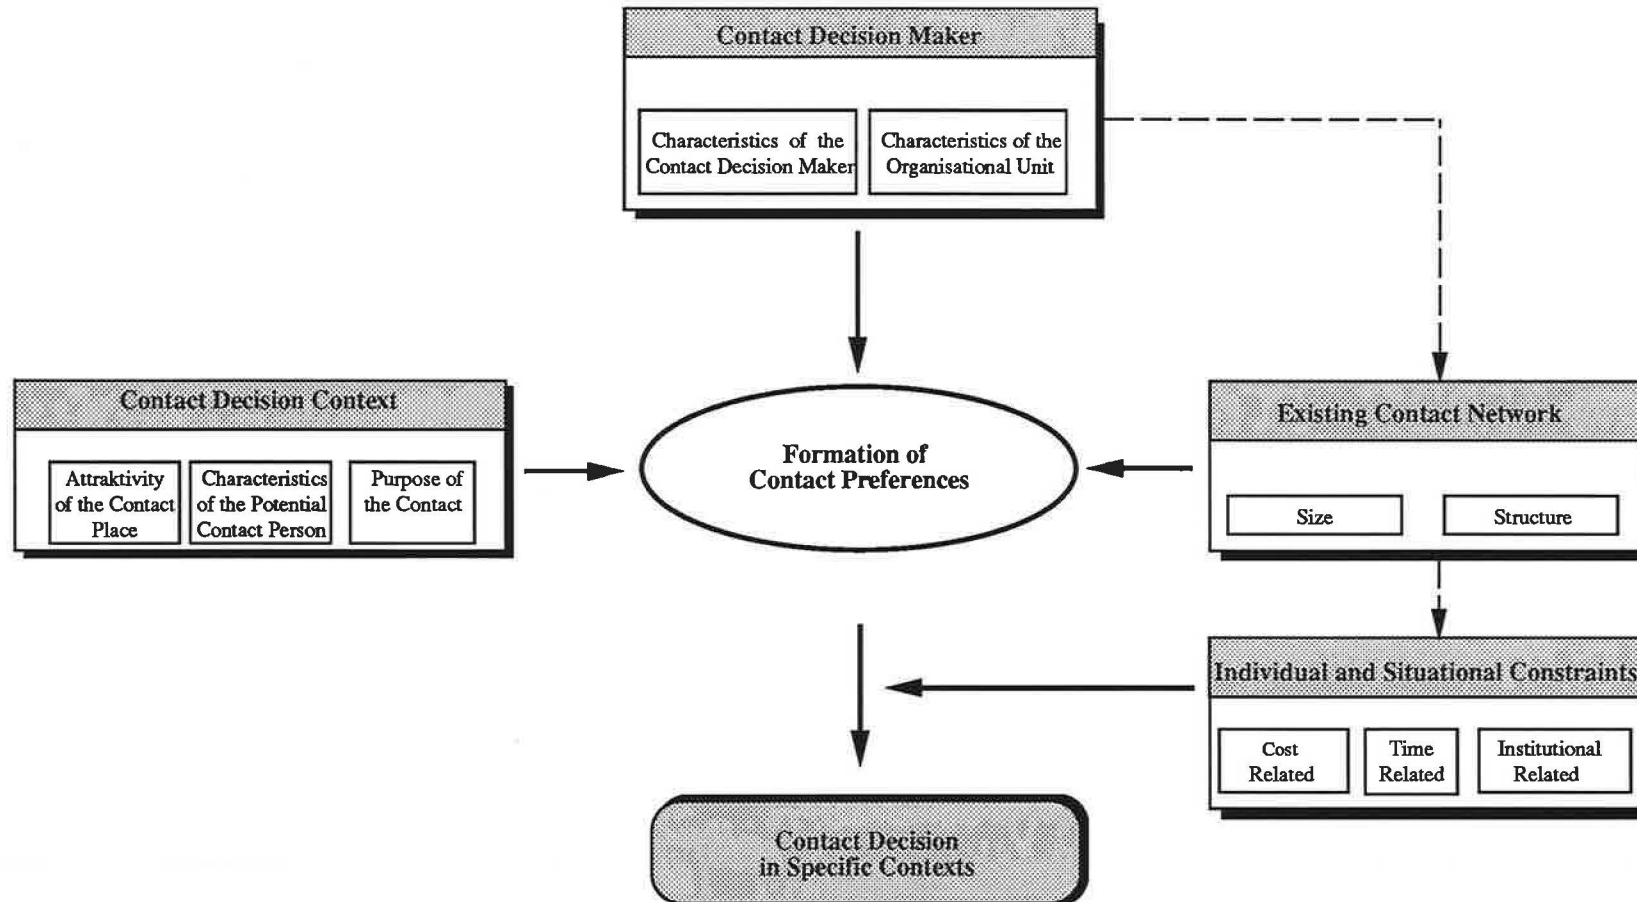 Contact Decision Maker
Characteristics of the
Contact Decision Maker
Characteristics of the
Organisational Unit
Contact Decision Context
Attraktivity
of the Contact
Place
Characteristics
of the Potential
Contact Person
Purpose of
the Contact
Formation of
Contact Preferences
Existing Contact Network
Size
Structure
Individual and Situational Constraints
Cost
Related
Time
Related
Institutional
Related
Contact Decision
in Specific Contexts